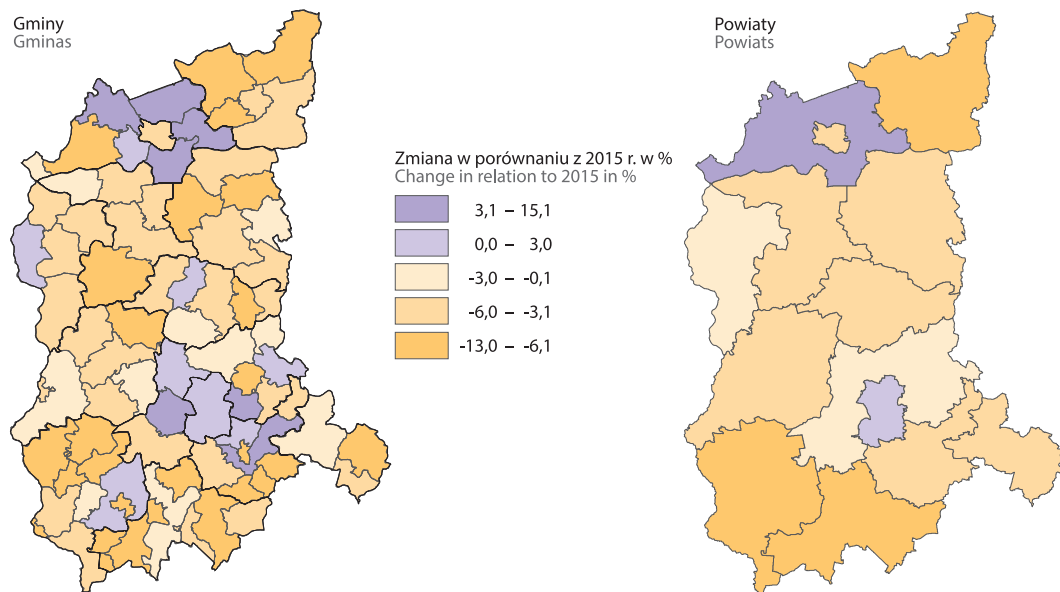 Gminy
Gminas
Powiaty
Powiats
Zmiana w porównaniu z 2015 r. w %
Change in relation to 2015 in %
3,1 – 15,1
0,0 – 3,0
-3,0 – -0,1
-6,0 – -3,1
-13,0 – -6,1